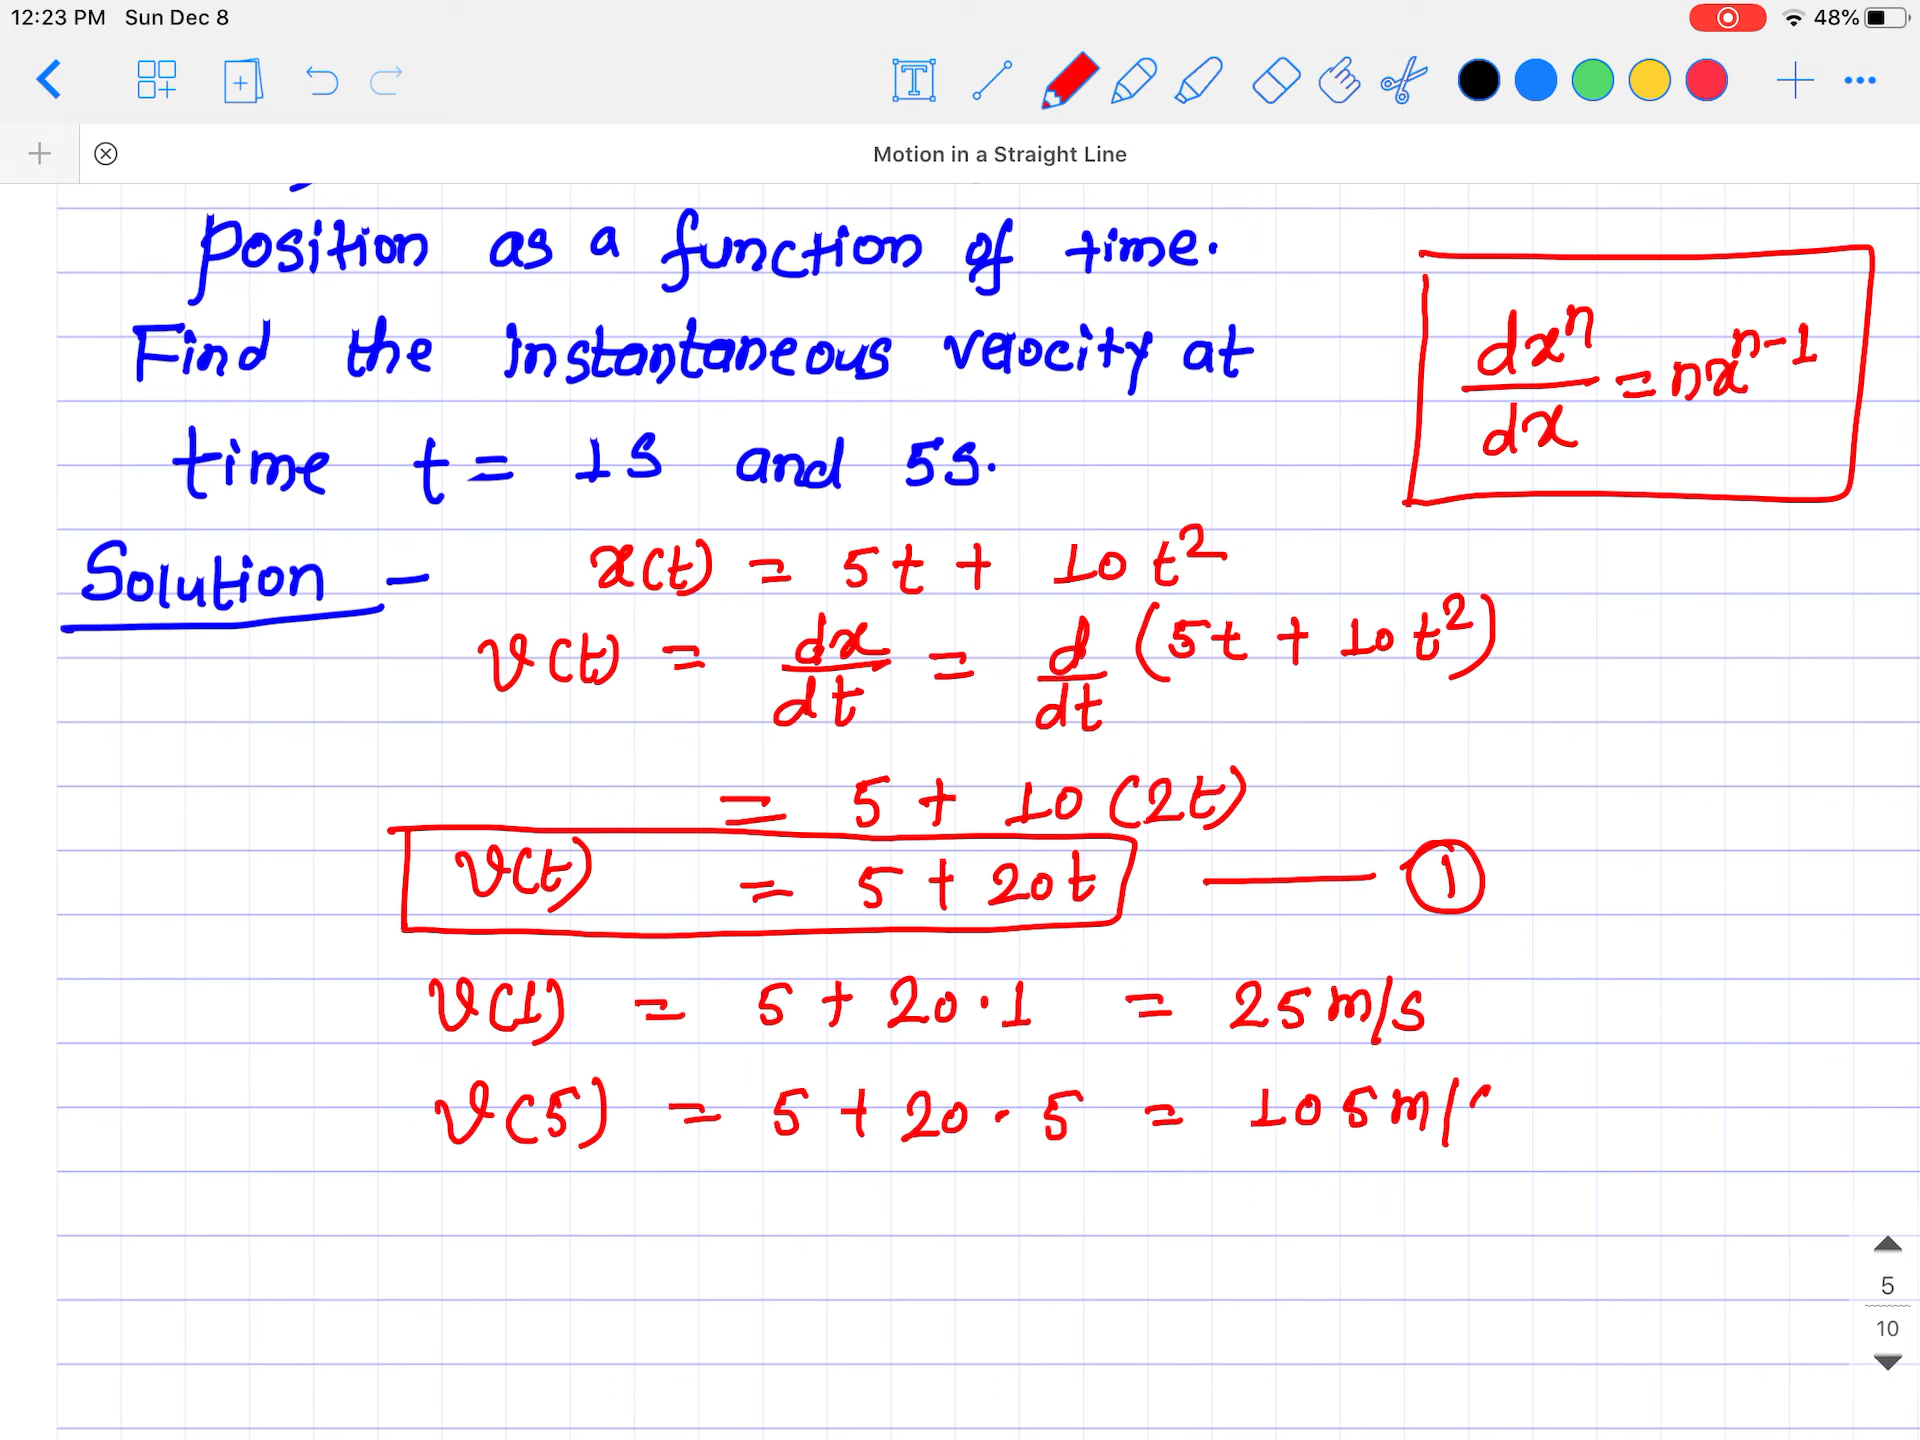 12:23 PM Sun Dec 8
48%
T
Motion in a Straight Line
position as a function of time.
Find the instantaneous velocity at
time t = 1s and 5s.
dxⁿ/dx = nxⁿ⁻¹
Solution - x(t) = 5t + 10t²
v(t) = dx/dt = d/dt (5t + 10t²)
= 5 + 10(2t)
v(t) = 5 + 20t —— ①
v(1) = 5 + 20·1 = 25 m/s
v(5) = 5 + 20·5 = 105 m/
5
10